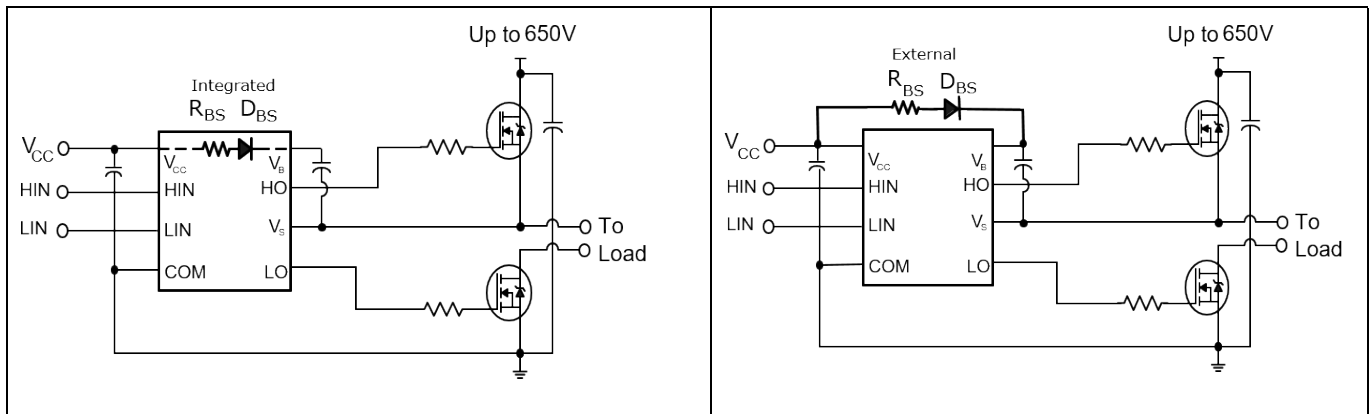 Up to 650V
Integrated
RBS DBS
VCC
VCC
VB
HIN
HIN
HO
LIN
LIN
VS
To
Load
COM
LO
Up to 650V
External
RBS DBS
VCC
VCC
VB
HIN
HIN
HO
LIN
LIN
VS
To
Load
COM
LO